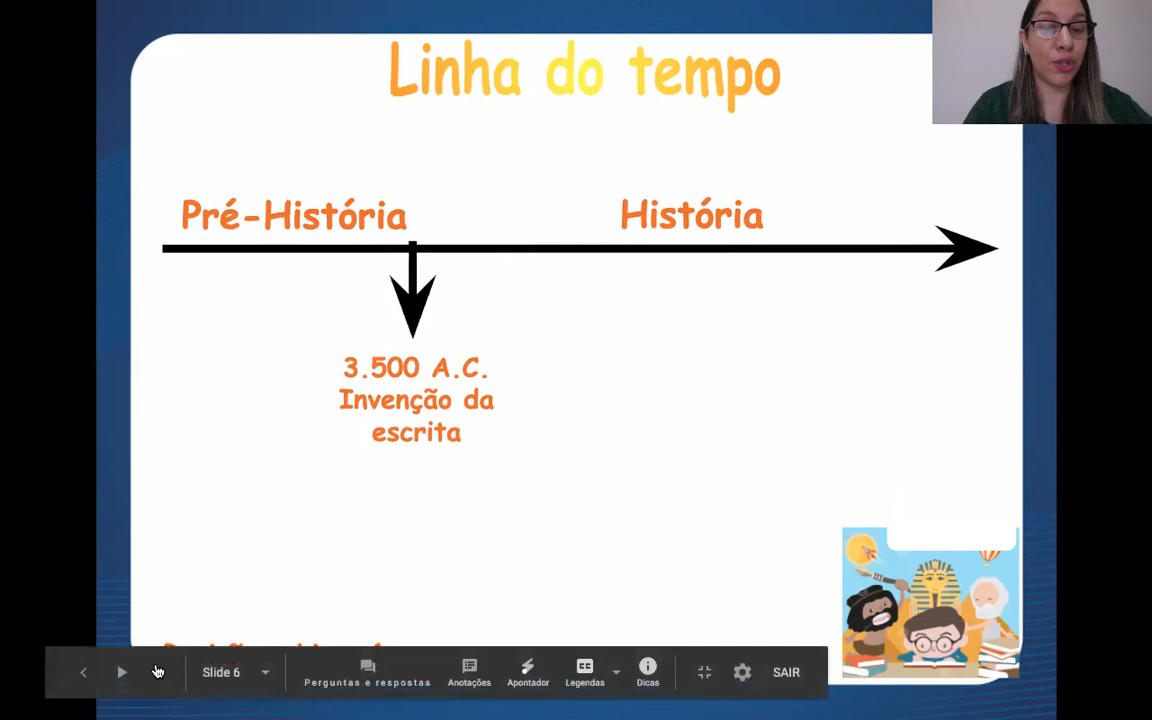 Linha do tempo
Pré-História
História
3.500 A.C.
Invenção da
escrita
Slide 6
Perguntas e respostas
Anotações
Apontador
CC
Legendas
Dicas
SAIR